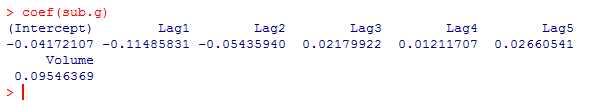 > coef(sub.g)
(Intercept) Lag1 Lag2 Lag3 Lag4 Lag5
-0.04172107 -0.11485831 -0.05435940 0.02179922 0.01211707 0.02660541
Volume
0.09546369
>